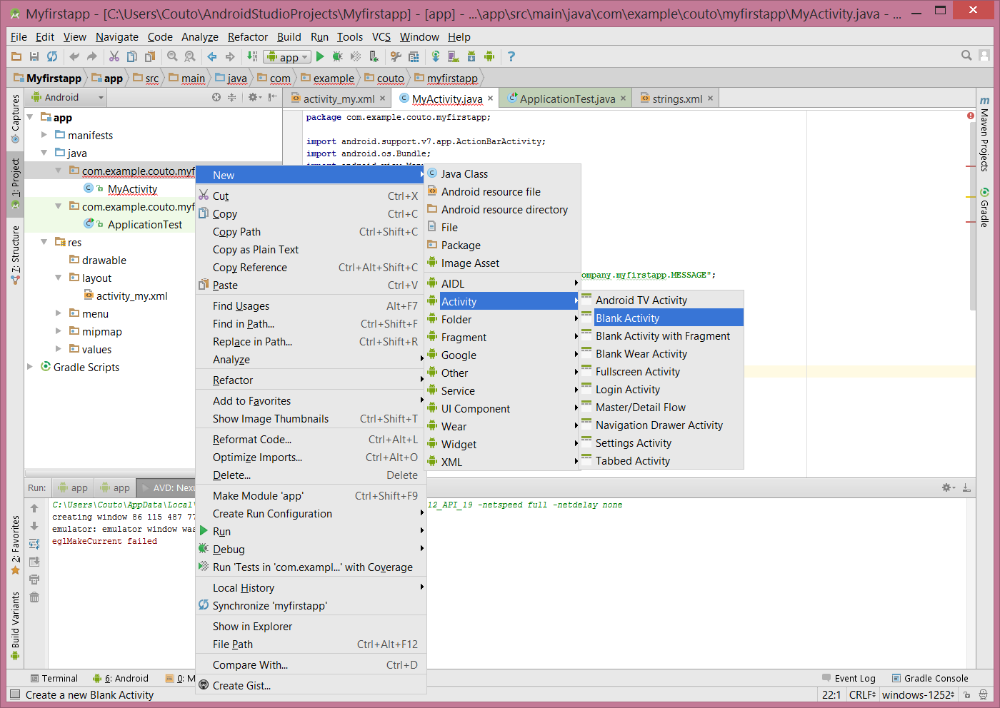 Myfirstapp - [C:\Users\Couto\AndroidStudioProjects\Myfirstapp] - [app] - ...\app\src\main\java\com\example\couto\myfirstapp\MyActivity.java - ...
File Edit View Navigate Code Analyze Refactor Build Run Tools VCS Window Help
app
Myfirstapp app src main java com example couto myfirstapp
Captures
1: Project
7: Structure
2: Favorites
Build Variants
Android
app
manifests
java
com.example.couto.myf
MyActivity
com.example.couto.myf
ApplicationTest
res
drawable
layout
activity_my.xml
menu
mipmap
values
Gradle Scripts
activity_my.xml MyActivity.java ApplicationTest.java strings.xml
package com.example.couto.myfirstapp;
import android.support.v7.app.ActionBarActivity;
import android.os.Bundle;
ompany.myfirstapp.MESSAGE";
Maven Projects
Gradle
New
Cut Ctrl+X
Copy Ctrl+C
Copy Path Ctrl+Shift+C
Copy as Plain Text
Copy Reference Ctrl+Alt+Shift+C
Paste Ctrl+V
Find Usages Alt+F7
Find in Path... Ctrl+Shift+F
Replace in Path... Ctrl+Shift+R
Analyze
Refactor
Add to Favorites
Show Image Thumbnails Ctrl+Shift+T
Reformat Code... Ctrl+Alt+L
Optimize Imports... Ctrl+Alt+O
Delete... Delete
Make Module 'app' Ctrl+Shift+F9
Create Run Configuration
Run
Debug
Run 'Tests in 'com.exampl...' with Coverage
Local History
Synchronize 'myfirstapp'
Show in Explorer
File Path Ctrl+Alt+F12
Compare With... Ctrl+D
Create Gist...
Java Class
Android resource file
Android resource directory
File
Package
Image Asset
AIDL
Activity
Folder
Fragment
Google
Other
Service
UI Component
Wear
Widget
XML
Android TV Activity
Blank Activity
Blank Activity with Fragment
Blank Wear Activity
Fullscreen Activity
Login Activity
Master/Detail Flow
Navigation Drawer Activity
Settings Activity
Tabbed Activity
Run: app app AVD: Nexu
C:\Users\Couto\AppData\Local\ 12_API_19 -netspeed full -netdelay none
creating window 86 115 487 77
emulator: emulator window was
eglMakeCurrent failed
Terminal 6: Android 0: M Event Log Gradle Console
Create a new Blank Activity 22:1 CRLF windows-1252